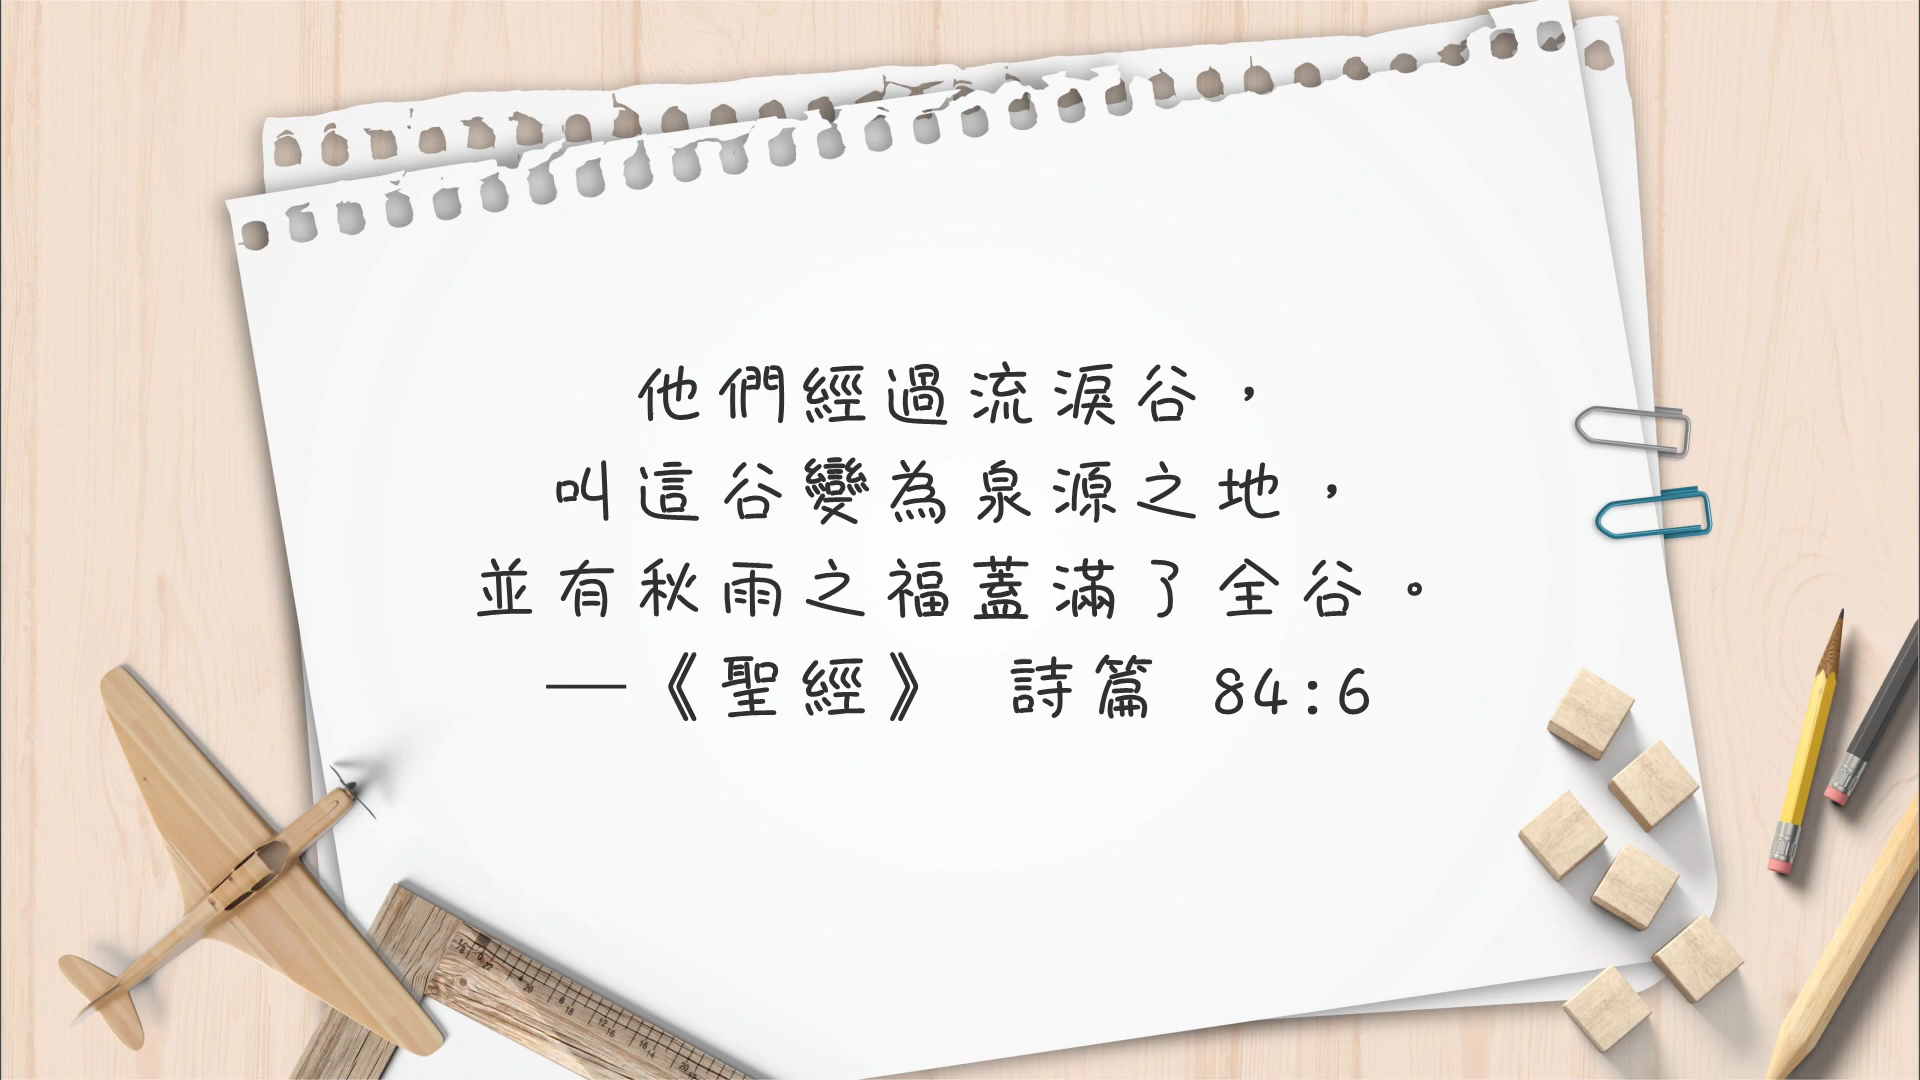 他們經過流淚谷，
叫這谷變為泉源之地，
並有秋雨之福蓋滿了全谷。
—《聖經》 詩篇 84:6